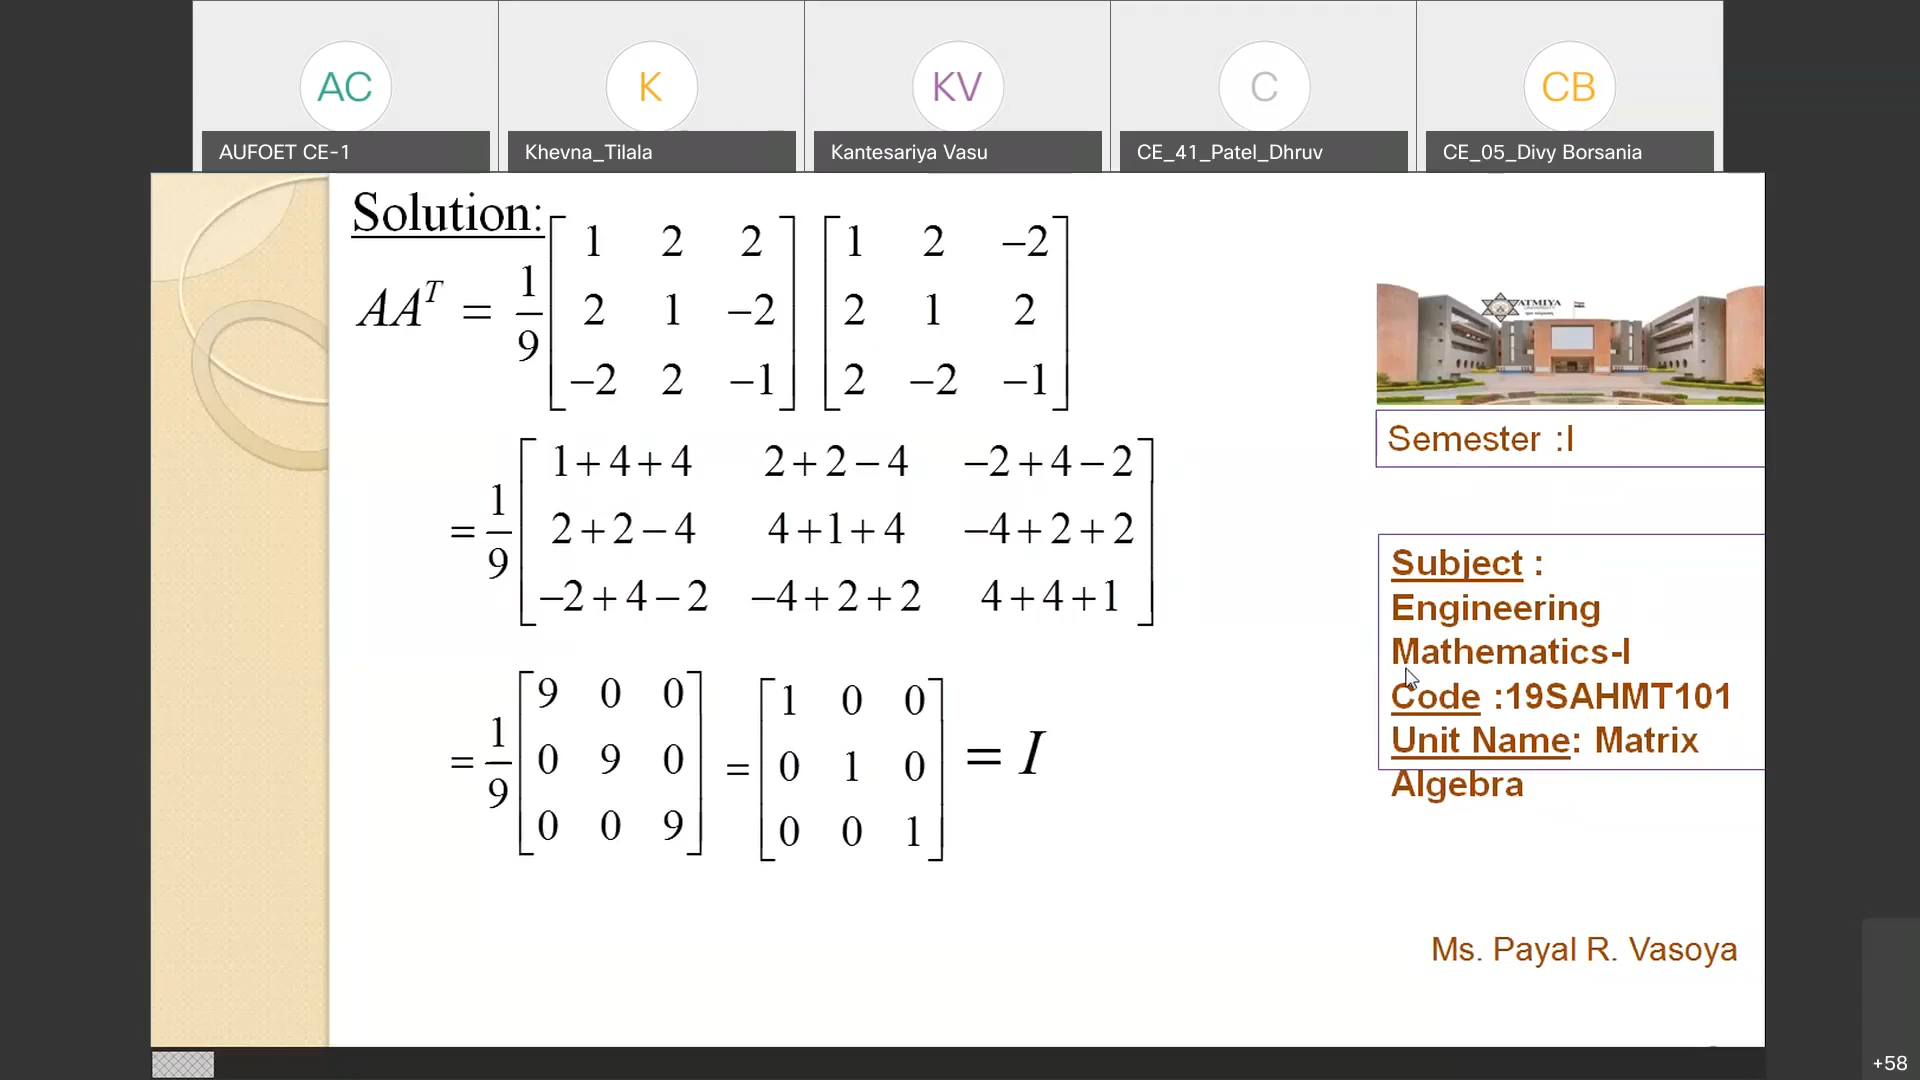 AC K KV C CB
AUFOET CE-1 Khevna_Tilala Kantesariya Vasu CE_41_Patel_Dhruv CE_05_Divy Borsania
Solution:
AA^T = 1/9 [1 2 2; 2 1 −2; −2 2 −1] [1 2 −2; 2 1 2; 2 −2 −1]
= 1/9 [1+4+4 2+2−4 −2+4−2; 2+2−4 4+1+4 −4+2+2; −2+4−2 −4+2+2 4+4+1]
= 1/9 [9 0 0; 0 9 0; 0 0 9] = [1 0 0; 0 1 0; 0 0 1] = I
ATMIYA
Semester :I
Subject :
Engineering
Mathematics-I
Code :19SAHMT101
Unit Name: Matrix
Algebra
Ms. Payal R. Vasoya
+58